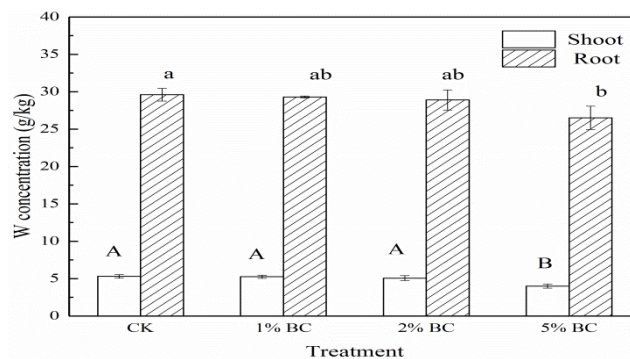 40
35
30
25
20
15
10
5
0
W concentration (g/kg)
Shoot
Root
a
ab
ab
b
A
A
A
B
CK
1% BC
2% BC
5% BC
Treatment